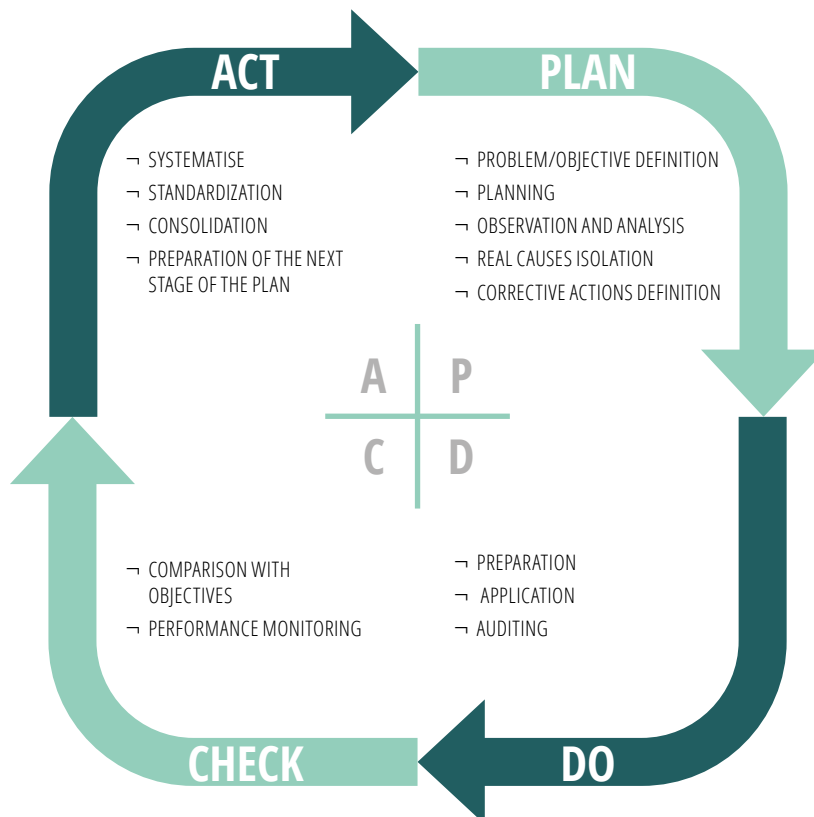 ACT
¬ SYSTEMATISE
¬ STANDARDIZATION
¬ CONSOLIDATION
¬ PREPARATION OF THE NEXT
STAGE OF THE PLAN
PLAN
¬ PROBLEM/OBJECTIVE DEFINITION
¬ PLANNING
¬ OBSERVATION AND ANALYSIS
¬ REAL CAUSES ISOLATION
¬ CORRECTIVE ACTIONS DEFINITION
A P
C D
¬ COMPARISON WITH
OBJECTIVES
¬ PERFORMANCE MONITORING
CHECK
¬ PREPARATION
¬ APPLICATION
¬ AUDITING
DO